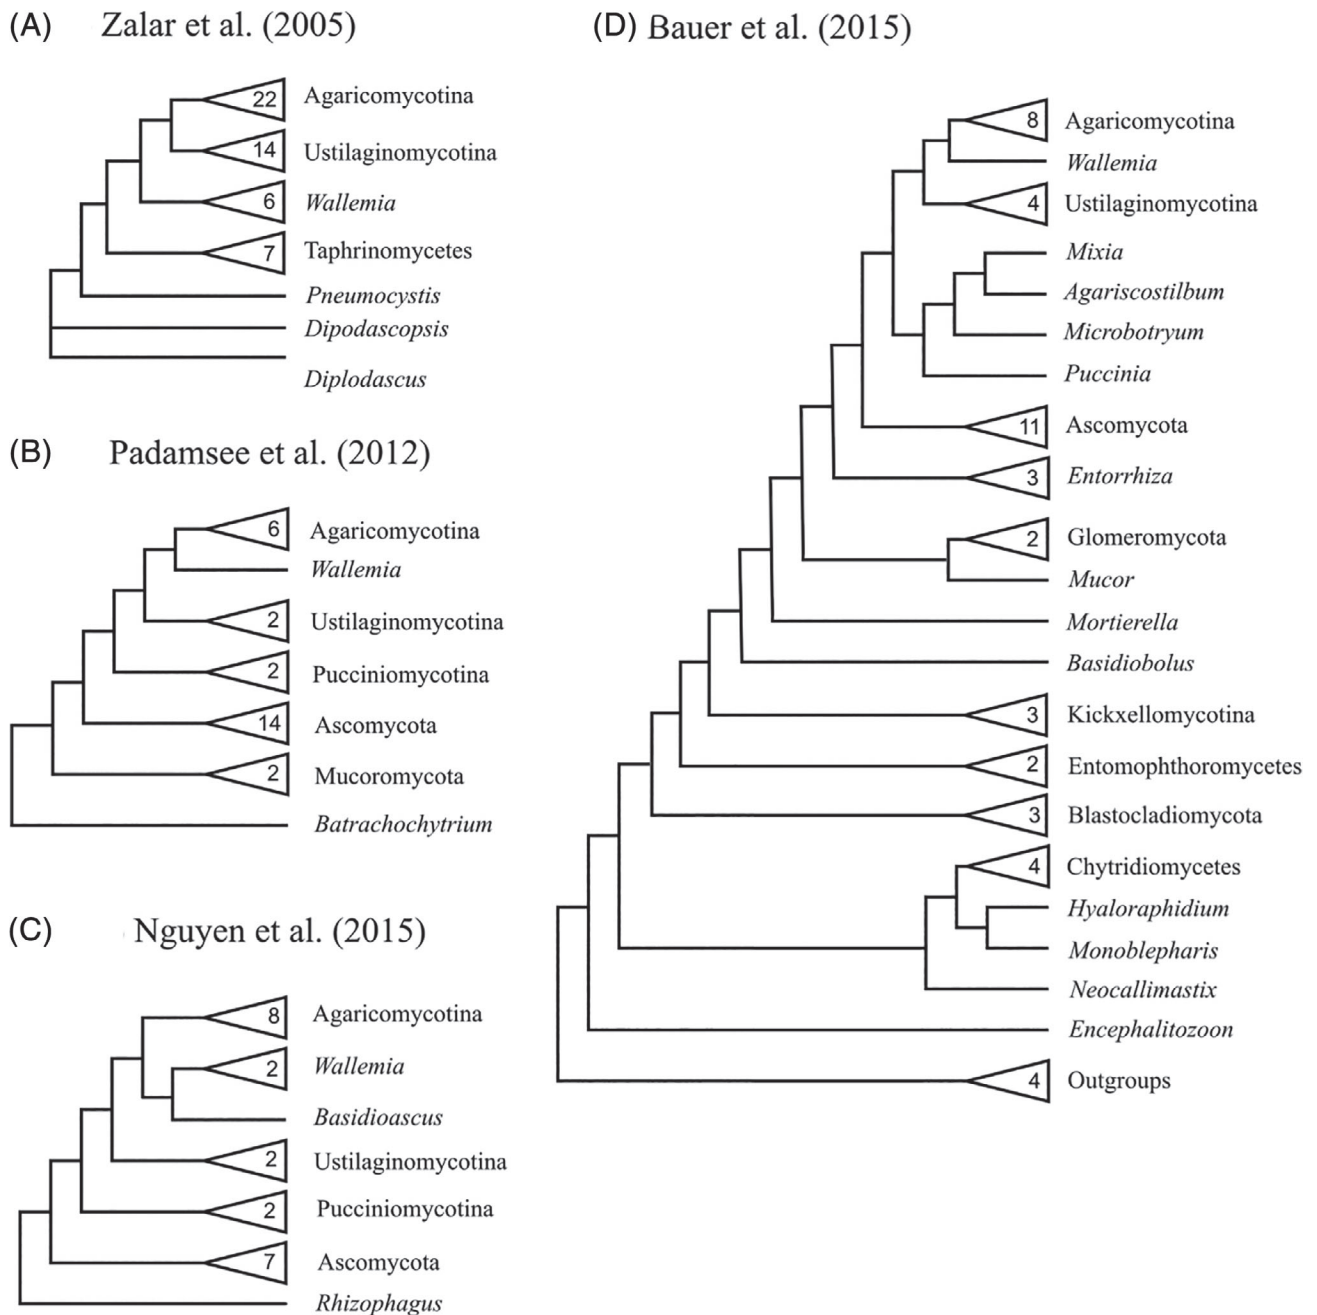 (A) Zalar et al. (2005)
22 Agaricomycotina
14 Ustilaginomycotina
6 Wallemia
7 Taphrinomycetes
Pneumocystis
Dipodascopsis
Diplodascus
(B) Padamsee et al. (2012)
6 Agaricomycotina
Wallemia
2 Ustilaginomycotina
2 Pucciniomycotina
14 Ascomycota
2 Mucoromycota
Batrachochytrium
(C) Nguyen et al. (2015)
8 Agaricomycotina
2 Wallemia
Basidioascus
2 Ustilaginomycotina
2 Pucciniomycotina
7 Ascomycota
Rhizophagus
(D) Bauer et al. (2015)
8 Agaricomycotina
Wallemia
4 Ustilaginomycotina
Mixia
Agariscostilbum
Microbotryum
Puccinia
11 Ascomycota
3 Entorrhiza
2 Glomeromycota
Mucor
Mortierella
Basidiobolus
3 Kickxellomycotina
2 Entomophthoromycetes
3 Blastocladiomycota
4 Chytridiomycetes
Hyaloraphidium
Monoblepharis
Neocallimastix
Encephalitozoon
4 Outgroups